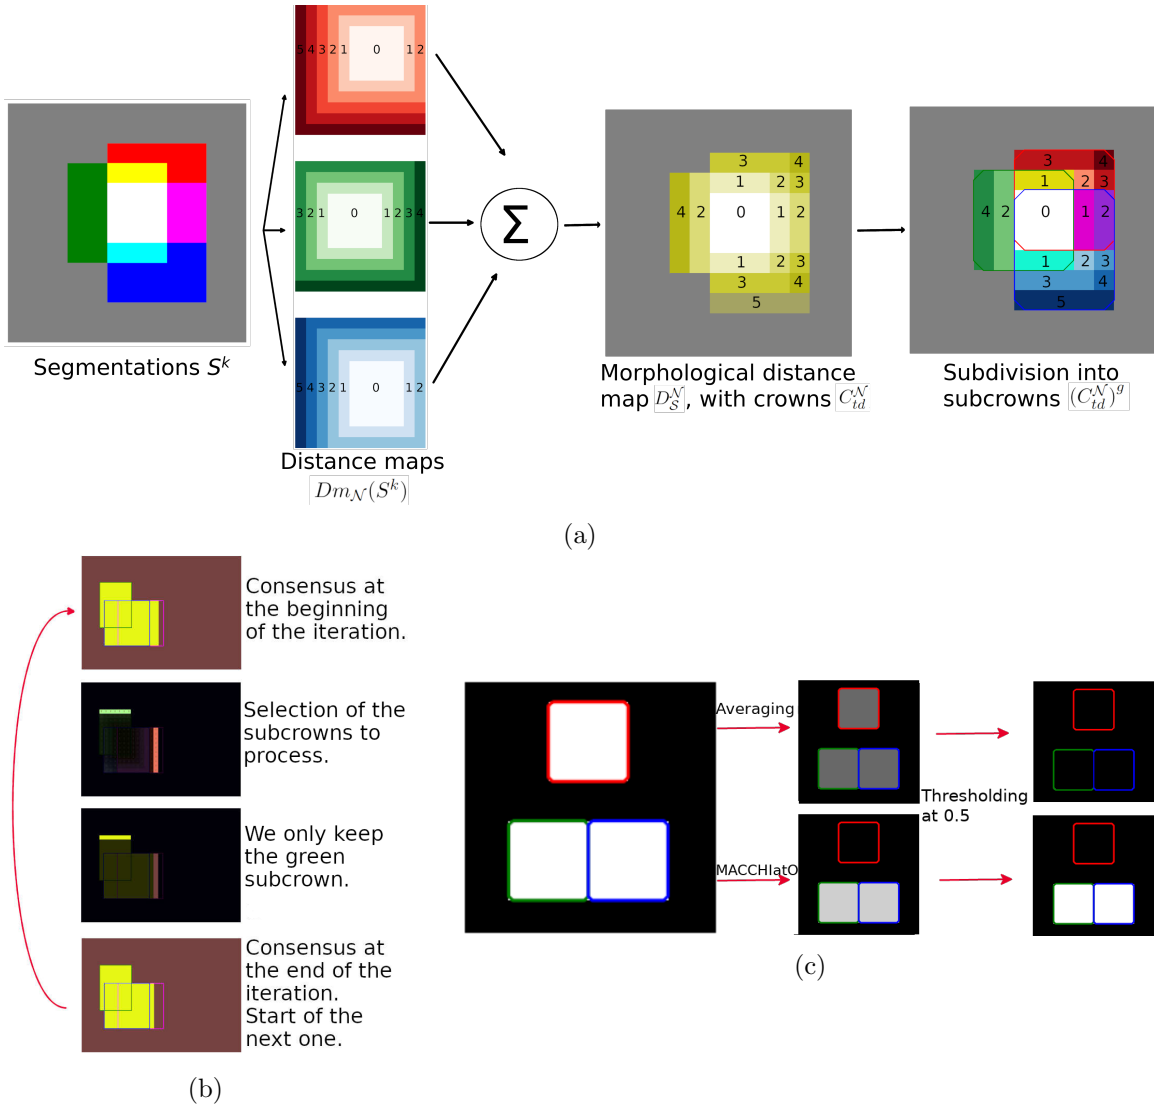 5 4 3 2 1 0 1 2
3 2 1 0 1 2 3 4
5 4 3 2 1 0 1 2
Segmentations S^k
Distance maps
Dm_𝒩(S^k)
Σ
3 4
1 2 3
4 2 0 1 2
1 2 3
3 4
5
Morphological distance
map D_𝒮^𝒩, with crowns C_{td}^𝒩
3 4
1 2 3
4 2 0 1 2
1 2 3
3 4
5
Subdivision into
subcrowns (C_{td}^𝒩)^g
(a)
Consensus at
the beginning
of the iteration.
Selection of the
subcrowns to
process.
We only keep
the green
subcrown.
Consensus at
the end of the
iteration.
Start of the
next one.
(b)
Averaging
Thresholding
at 0.5
MACCHIatO
(c)